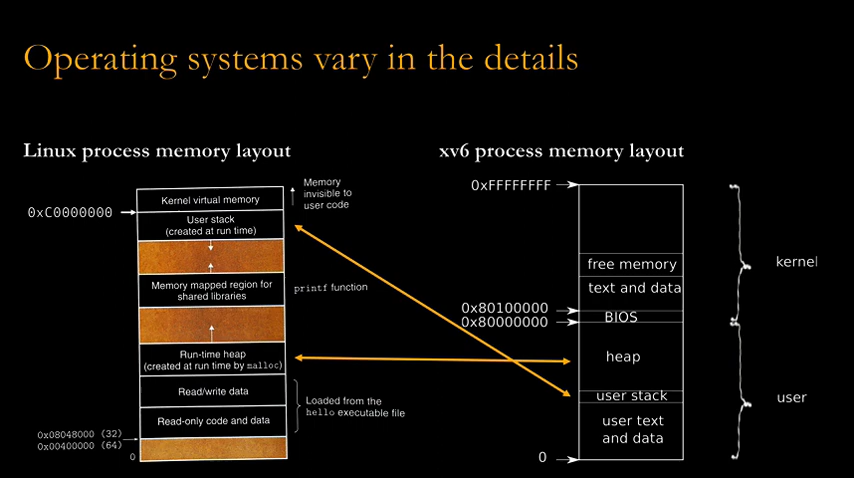 Operating systems vary in the details
Linux process memory layout
Kernel virtual memory
Memory
invisible to
user code
0xC0000000
User stack
(created at run time)
Memory mapped region for
shared libraries
printf function
Run-time heap
(created at run time by malloc)
Read/write data
Loaded from the
hello executable file
Read-only code and data
0x08048000 (32)
0x00400000 (64)
0
xv6 process memory layout
0xFFFFFFFF
free memory
text and data
0x80100000
0x80000000
BIOS
heap
user stack
user text
and data
0
kernel
user